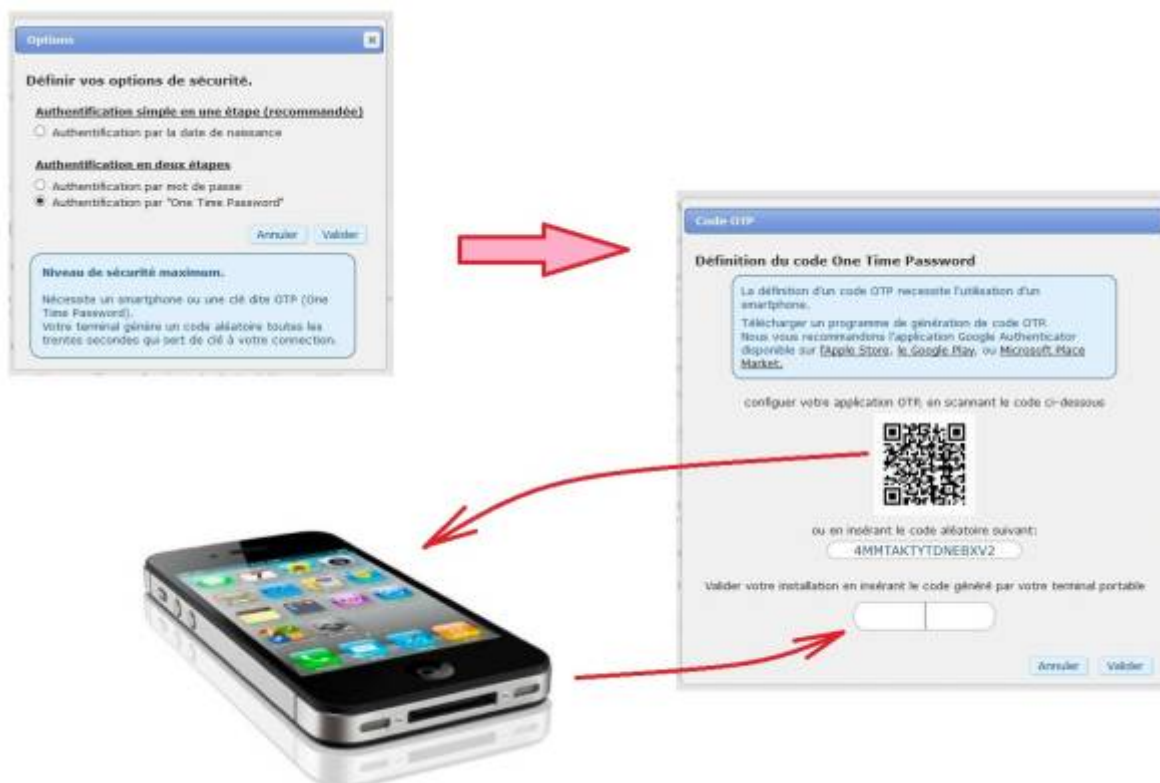 Options
Définir vos options de sécurité.
Authentification simple en une étape (recommandée)
Authentification par la date de naissance
Authentification en deux étapes
Authentification par mot de passe
Authentification par "One Time Password"
Annuler Valider
Niveau de sécurité maximum.
Nécessite un smartphone ou une clé dite OTP (One
Time Password).
Votre terminal génère un code aléatoire toutes les
trentes secondes qui sert de clé à votre connection.
Code OTP
Définition du code One Time Password
La définition d'un code OTP necessite l'utilisation d'un
smartphone.
Télécharger un programme de génération de code OTP.
Nous vous recommandons l'application Google Authenticator
disponible sur l'Apple Store, le Google Play, ou Microsoft Place
Market.
configuer votre application OTP, en scannant le code ci-dessous
ou en insérant le code aléatoire suivant:
4MMTAKTYTDNEBXV2
Valider votre installation en insérant le code généré par votre terminal portable
Annuler Valider